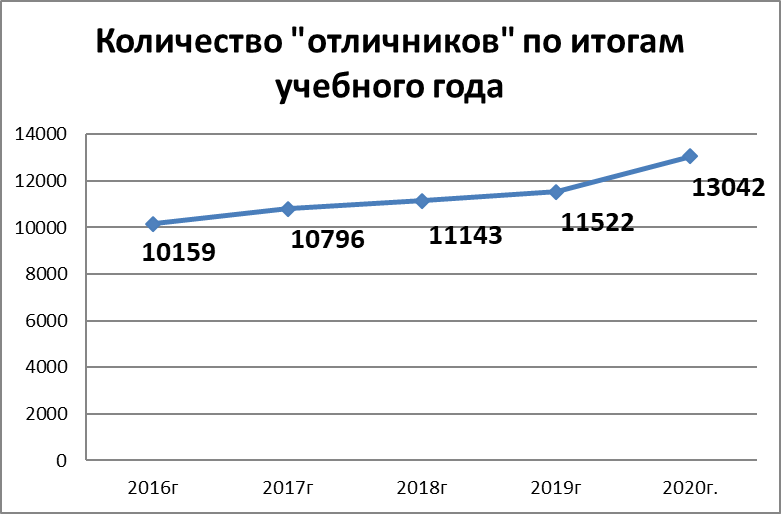 Количество "отличников" по итогам
учебного года
14000
12000
10000
8000
6000
4000
2000
0
10159
10796
11143
11522
13042
2016г
2017г
2018г
2019г
2020г.